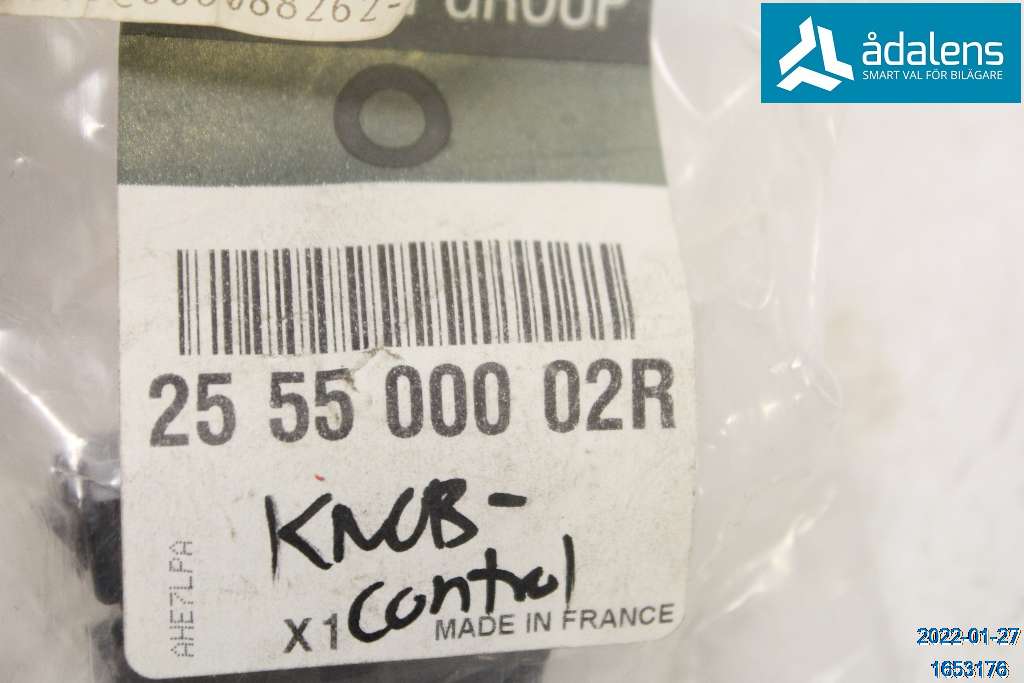 GROUP
ådalens
SMART VAL FÖR BILÄGARE
25 55 000 02R
KNOB-
control
AHE7LPA
X1
MADE IN FRANCE
2022-01-27
1653176